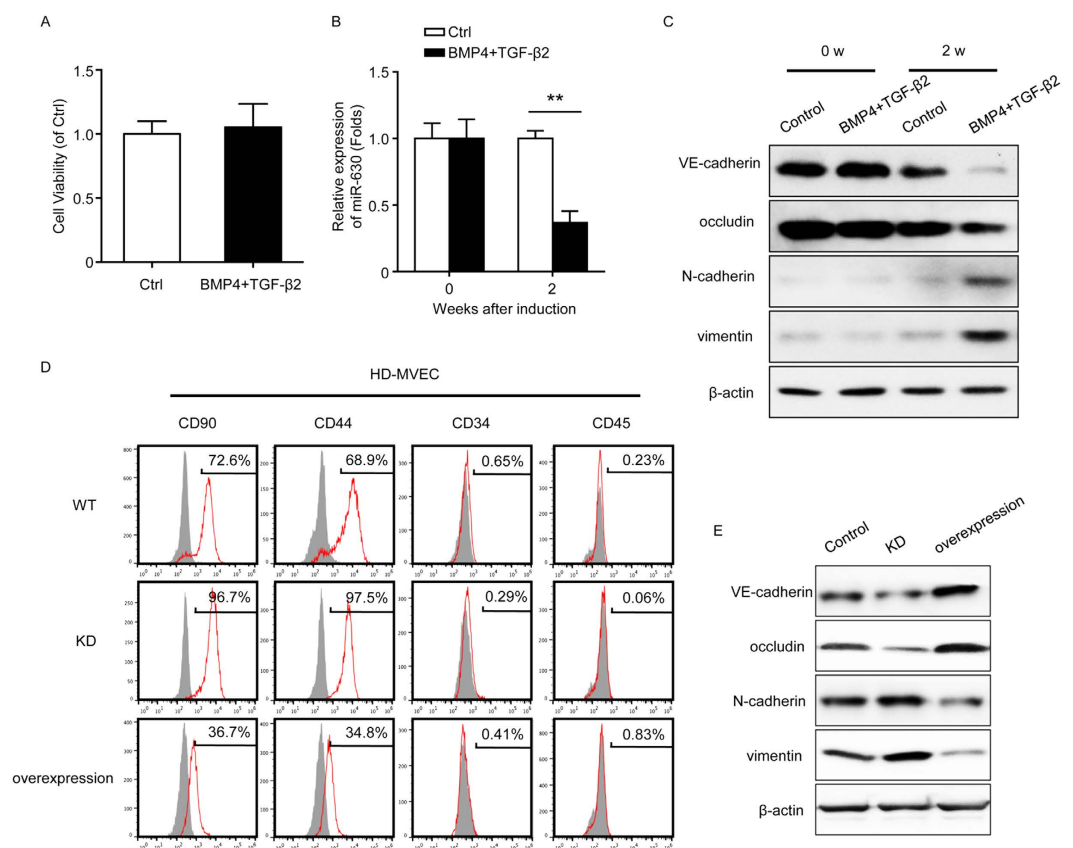 A
Cell Viability (of Ctrl)
1.5
1.0
0.5
0
Ctrl
BMP4+TGF-β2
B
Ctrl
BMP4+TGF-β2
Relative expression
of miR-630 (Folds)
1.5
1.0
0.5
0
**
0
2
Weeks after induction
C
0 w
2 w
Control
BMP4+TGF-β2
Control
BMP4+TGF-β2
VE-cadherin
occludin
N-cadherin
vimentin
β-actin
D
HD-MVEC
CD90
CD44
CD34
CD45
WT
72.6%
68.9%
0.65%
0.23%
KD
96.7%
97.5%
0.29%
0.06%
overexpression
36.7%
34.8%
0.41%
0.83%
E
Control
KD
overexpression
VE-cadherin
occludin
N-cadherin
vimentin
β-actin